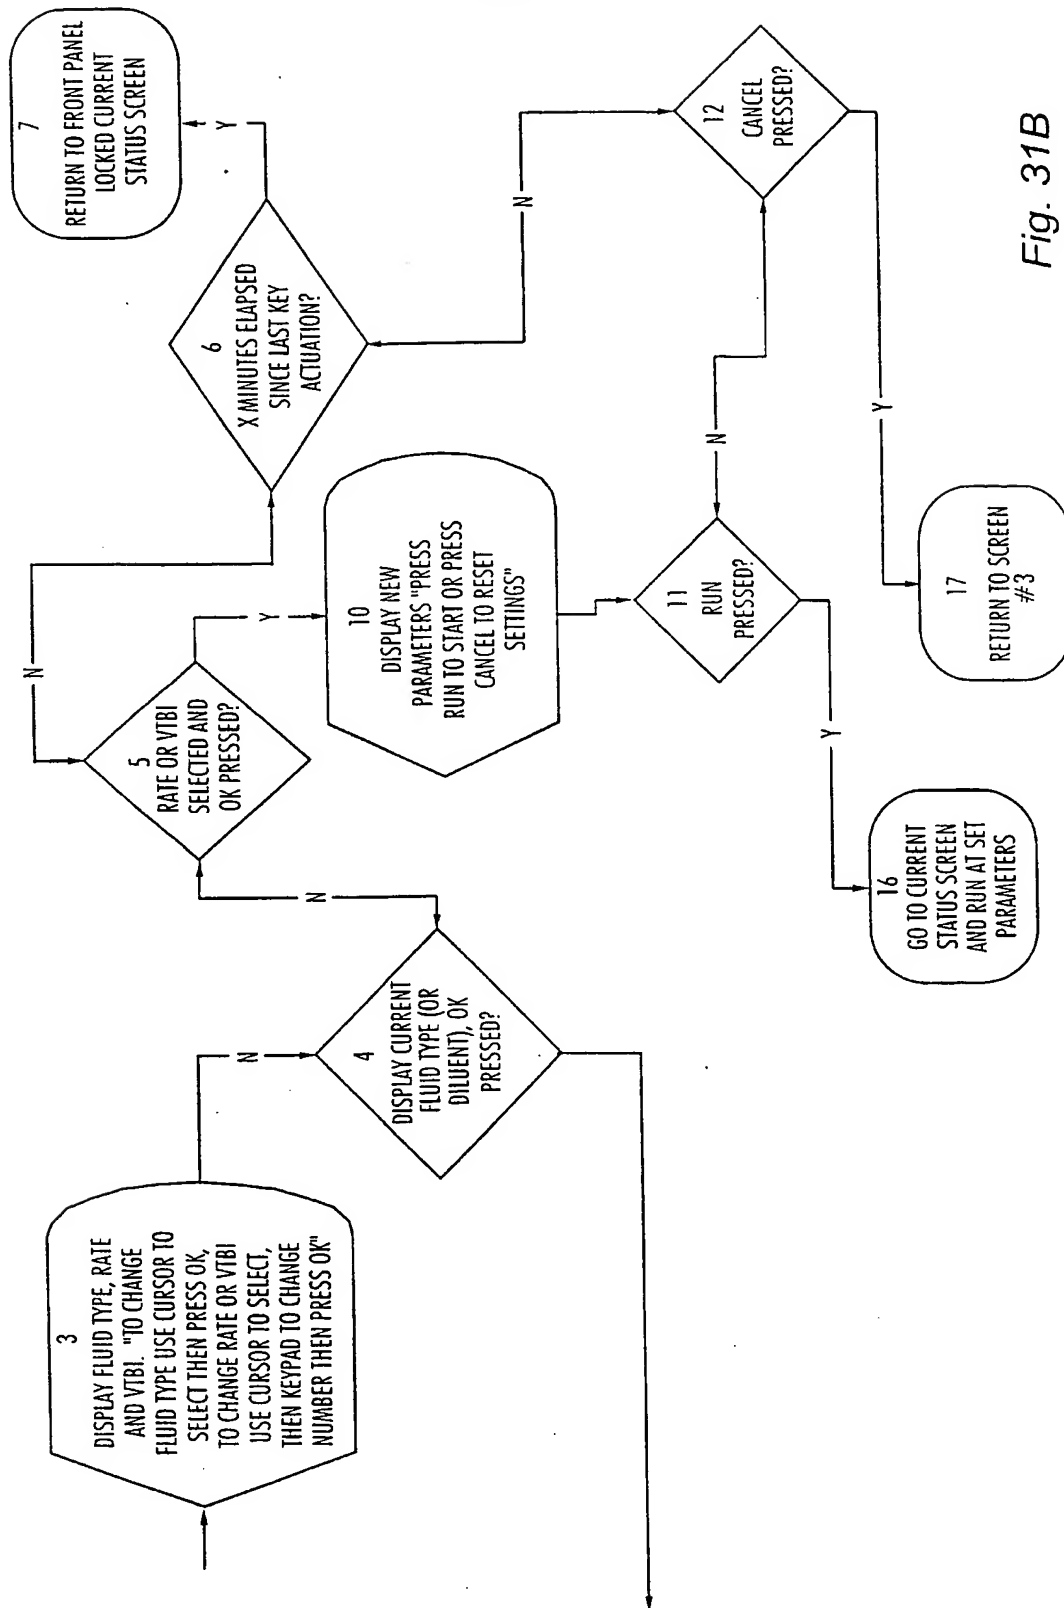 3
DISPLAY FLUID TYPE, RATE
AND VTBI. "TO CHANGE
FLUID TYPE USE CURSOR TO
SELECT THEN PRESS OK,
TO CHANGE RATE OR VTBI
USE CURSOR TO SELECT,
THEN KEYPAD TO CHANGE
NUMBER THEN PRESS OK"
N
4
DISPLAY CURRENT
FLUID TYPE (OR
DILUENT), OK
PRESSED?
N
5
RATE OR VTBI
SELECTED AND
OK PRESSED?
N
Y
6
X MINUTES ELAPSED
SINCE LAST KEY
ACTUATION?
Y
7
RETURN TO FRONT PANEL
LOCKED CURRENT
STATUS SCREEN
N
10
DISPLAY NEW
PARAMETERS "PRESS
RUN TO START OR PRESS
CANCEL TO RESET
SETTINGS"
11
RUN
PRESSED?
N
12
CANCEL
PRESSED?
Y
Y
16
GO TO CURRENT
STATUS SCREEN
AND RUN AT SET
PARAMETERS
17
RETURN TO SCREEN
#3
Fig. 31B